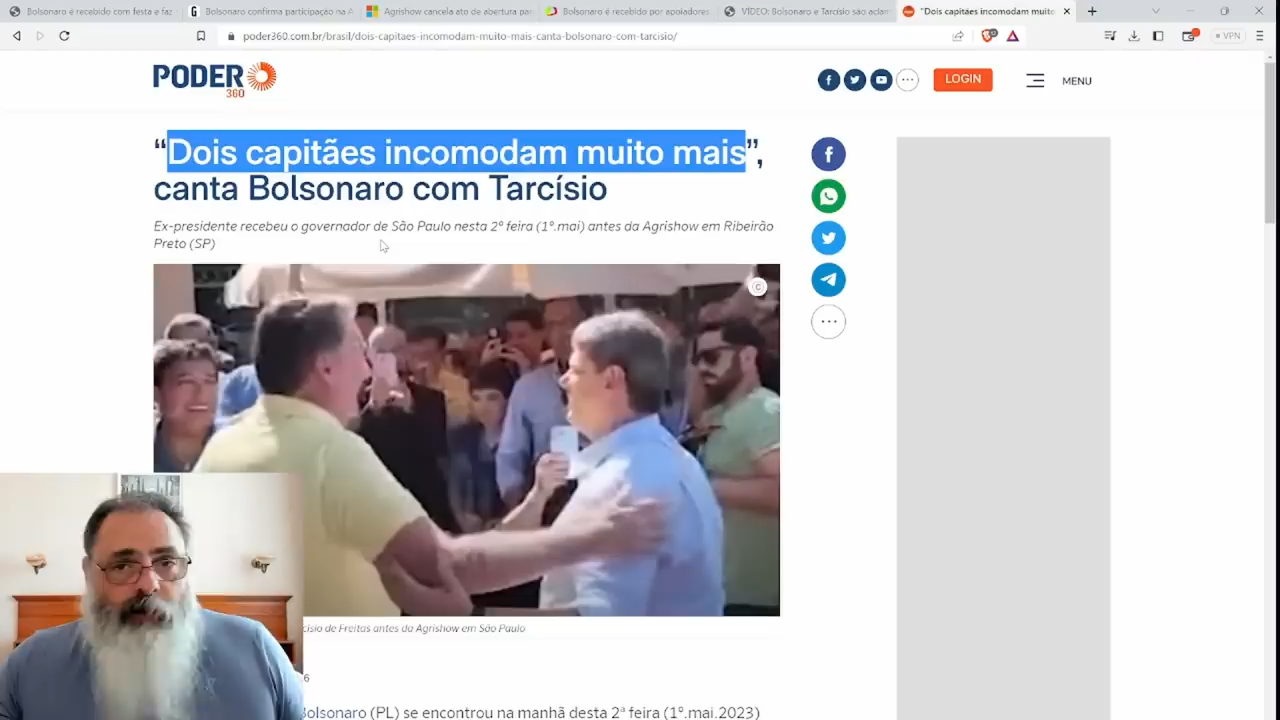 Bolsonaro é recebido com festa e faz
Bolsonaro confirma participação na A
Agrishow cancela ato de abertura pa
Bolsonaro é recebido por apoiadores
VÍDEO: Bolsonaro e Tarcísio são aclam
"Dois capitães incomodam muito
poder360.com.br/brasil/dois-capitaes-incomodam-muito-mais-canta-bolsonaro-com-tarcisio/
VPN
PODER
360
LOGIN
MENU
“Dois capitães incomodam muito mais”,
canta Bolsonaro com Tarcísio
Ex-presidente recebeu o governador de São Paulo nesta 2ª feira (1º.mai) antes da Agrishow em Ribeirão
Preto (SP)
císio de Freitas antes da Agrishow em São Paulo
6
Bolsonaro (PL) se encontrou na manhã desta 2ª feira (1º.mai.2023)